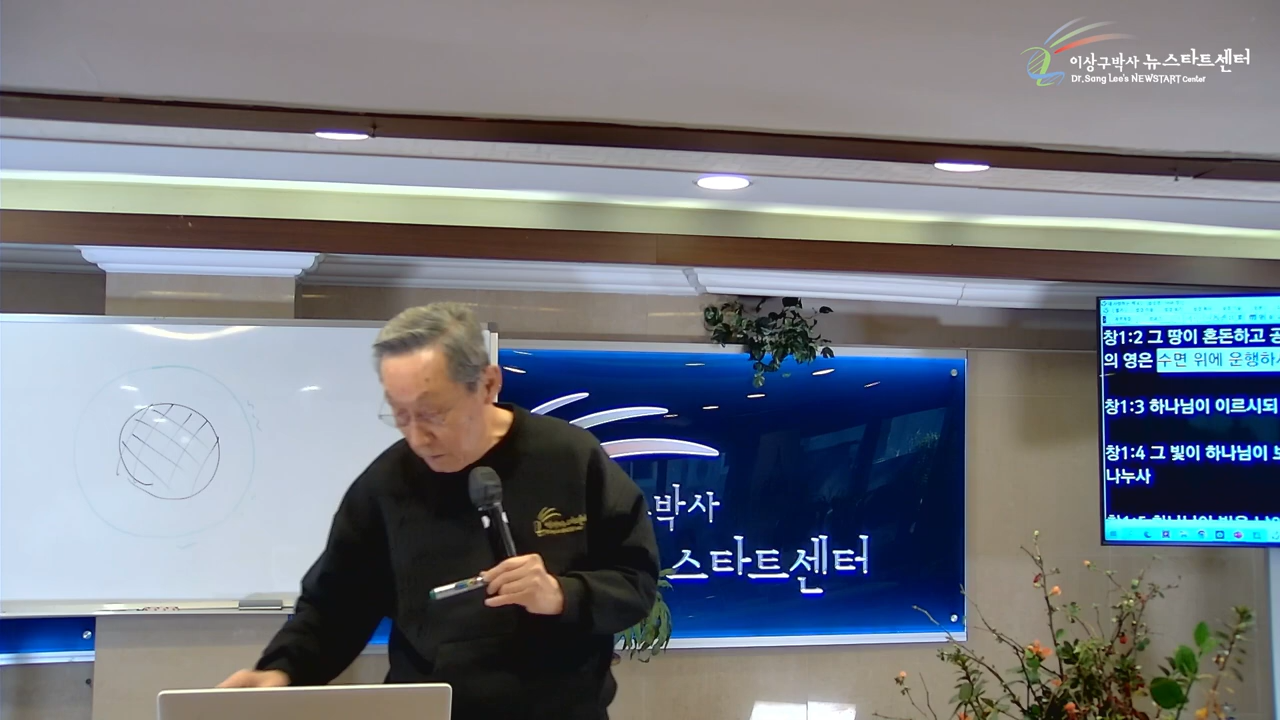 이상구박사 뉴스타트센터
Dr. Sang Lee's NEWSTART Center
박사
스타트센터
창1:2 그 땅이 혼돈하고 공
의 영은 수면 위에 운행하시
창1:3 하나님이 이르시되
창1:4 그 빛이 하나님이 보
나누사